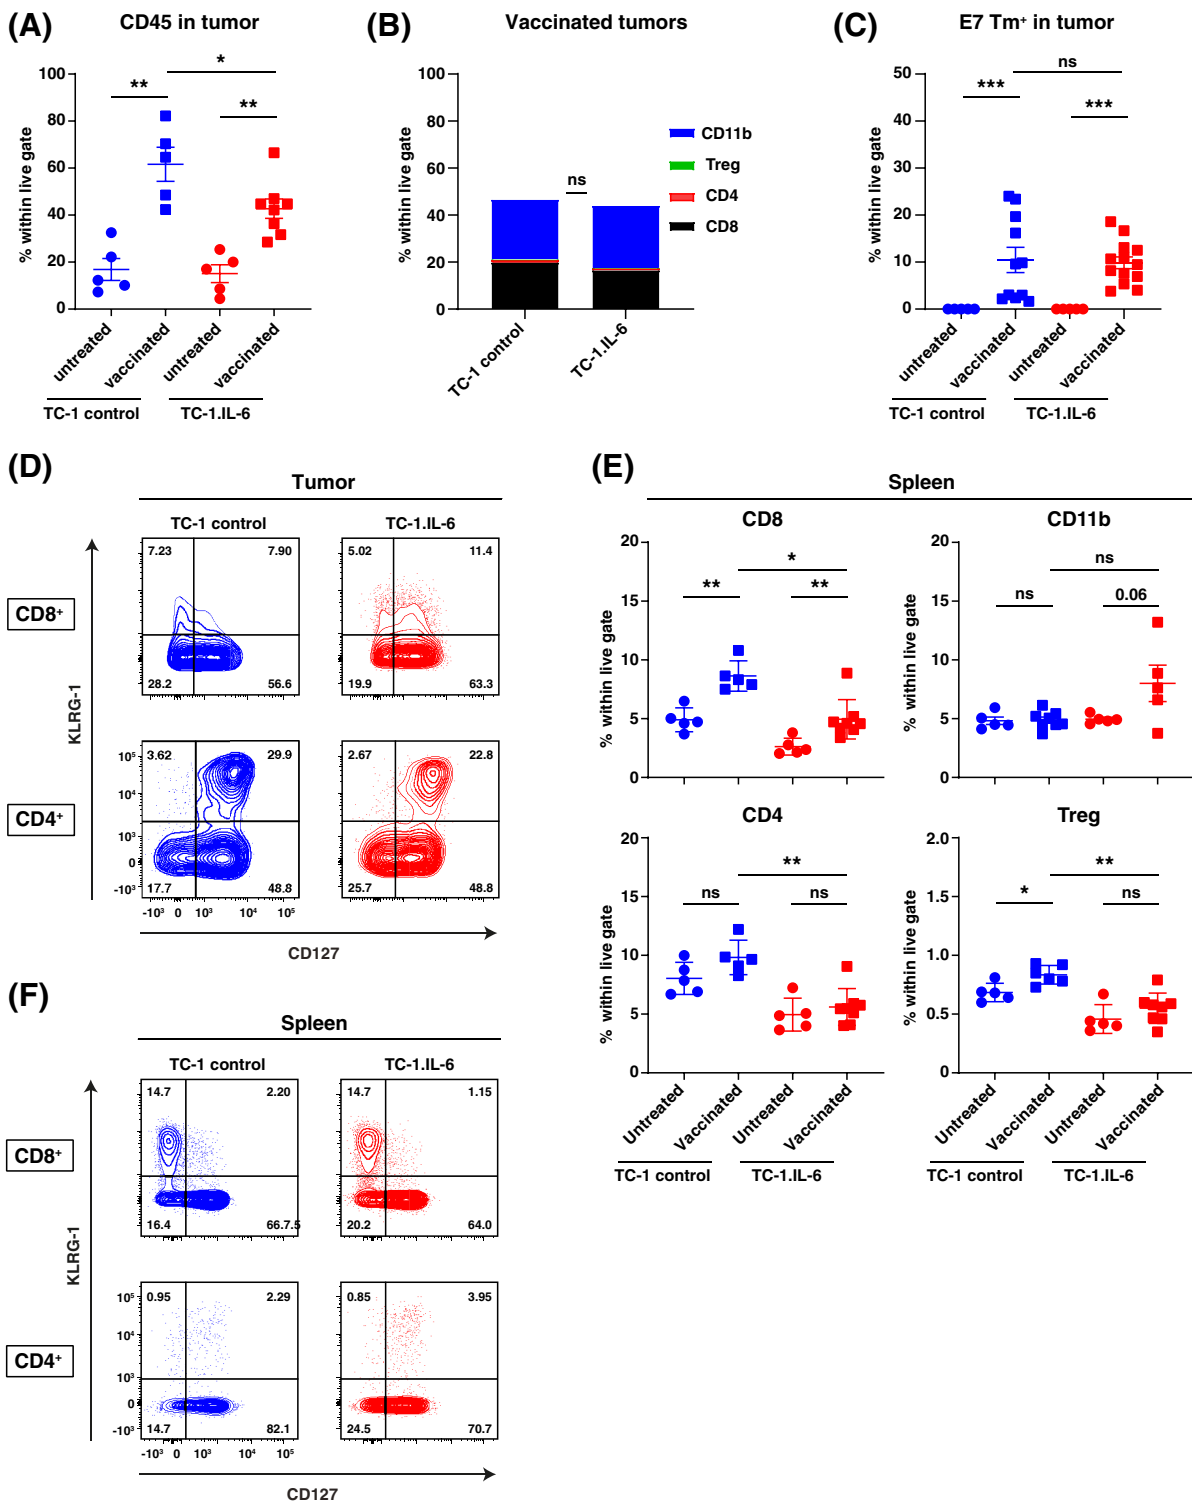 (A) CD45 in tumor
% within live gate
100
80
60
40
20
0
**
*
**
untreated
vaccinated
untreated
vaccinated
TC-1 control
TC-1.IL-6
(B) Vaccinated tumors
% within live gate
100
80
60
40
20
0
ns
CD11b
Treg
CD4
CD8
TC-1 control
TC-1.IL-6
(C) E7 Tm⁺ in tumor
% within live gate
50
40
30
20
10
0
***
ns
***
untreated
vaccinated
untreated
vaccinated
TC-1 control
TC-1.IL-6
(D)
Tumor
TC-1 control
TC-1.IL-6
CD8⁺
7.23 7.90
28.2 56.6
5.02 11.4
19.9 63.3
KLRG-1
CD4⁺
10⁵
10⁴
10³
0
-10³
3.62 29.9
17.7 48.8
2.67 22.8
25.7 48.8
-10³ 0 10³ 10⁴ 10⁵
CD127
(E)
Spleen
CD8
% within live gate
20
15
10
5
0
**
*
**
CD11b
% within live gate
20
15
10
5
0
ns
ns
0.06
CD4
% within live gate
20
15
10
5
0
ns
**
ns
Untreated
Vaccinated
Untreated
Vaccinated
TC-1 control
TC-1.IL-6
Treg
% within live gate
2.0
1.5
1.0
0.5
0.0
*
**
ns
Untreated
Vaccinated
Untreated
Vaccinated
TC-1 control
TC-1.IL-6
(F)
Spleen
TC-1 control
TC-1.IL-6
CD8⁺
14.7 2.20
16.4 66.7.5
14.7 1.15
20.2 64.0
KLRG-1
CD4⁺
10⁵
10⁴
10³
0
-10³
0.95 2.29
14.7 82.1
0.85 3.95
24.5 70.7
-10³ 0 10³ 10⁴ 10⁵
CD127